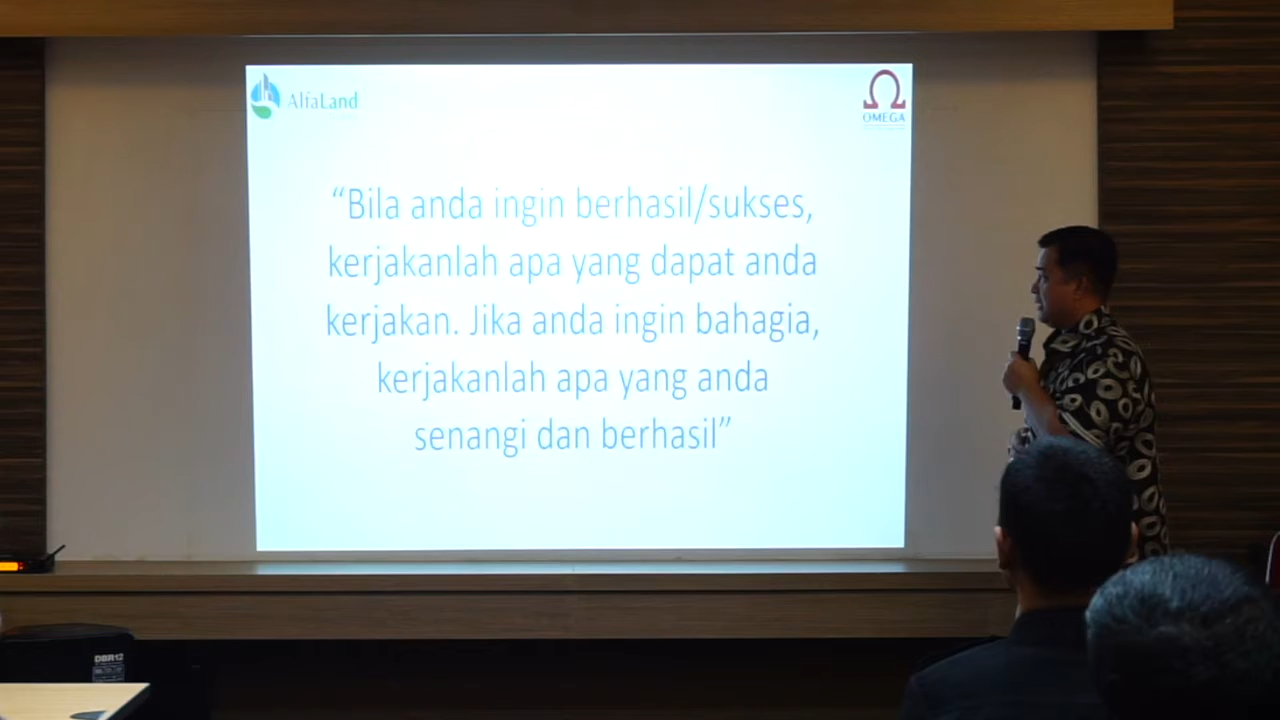 AlfaLand
OMEGA
“Bila anda ingin berhasil/sukses,
kerjakanlah apa yang dapat anda
kerjakan. Jika anda ingin bahagia,
kerjakanlah apa yang anda
senangi dan berhasil”
DBR12